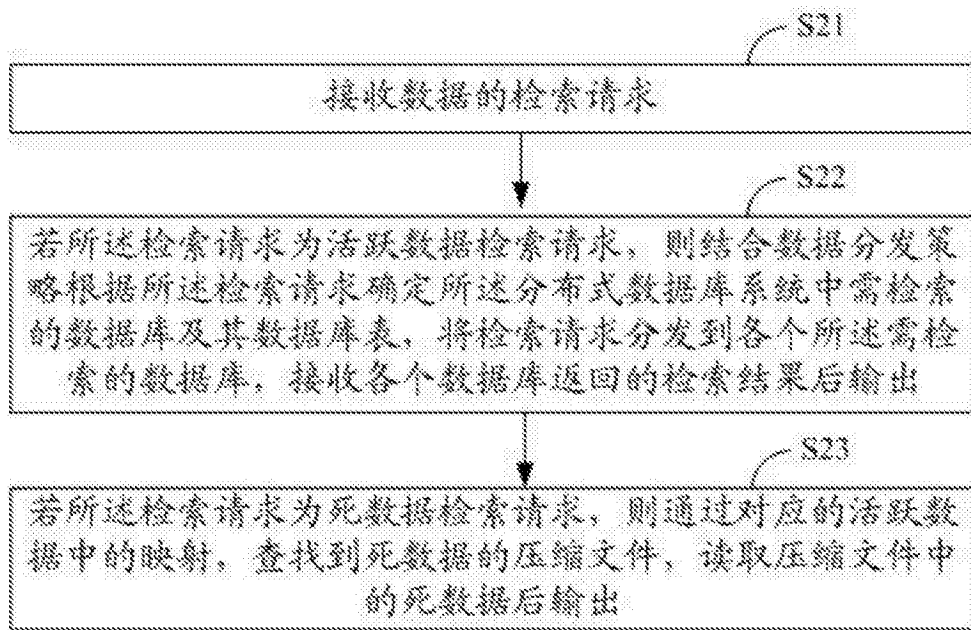 S21
接收数据的检索请求
S22
若所述检索请求为活跃数据检索请求，则结合数据分发策
略根据所述检索请求确定所述分布式数据库系统中需检索
的数据库及其数据库表，将检索请求分发到各个所述需检
索的数据库，接收各个数据库返回的检索结果后输出
S23
若所述检索请求为死数据检索请求，则通过对应的活跃数
据中的映射，查找到死数据的压缩文件，读取压缩文件中
的死数据后输出